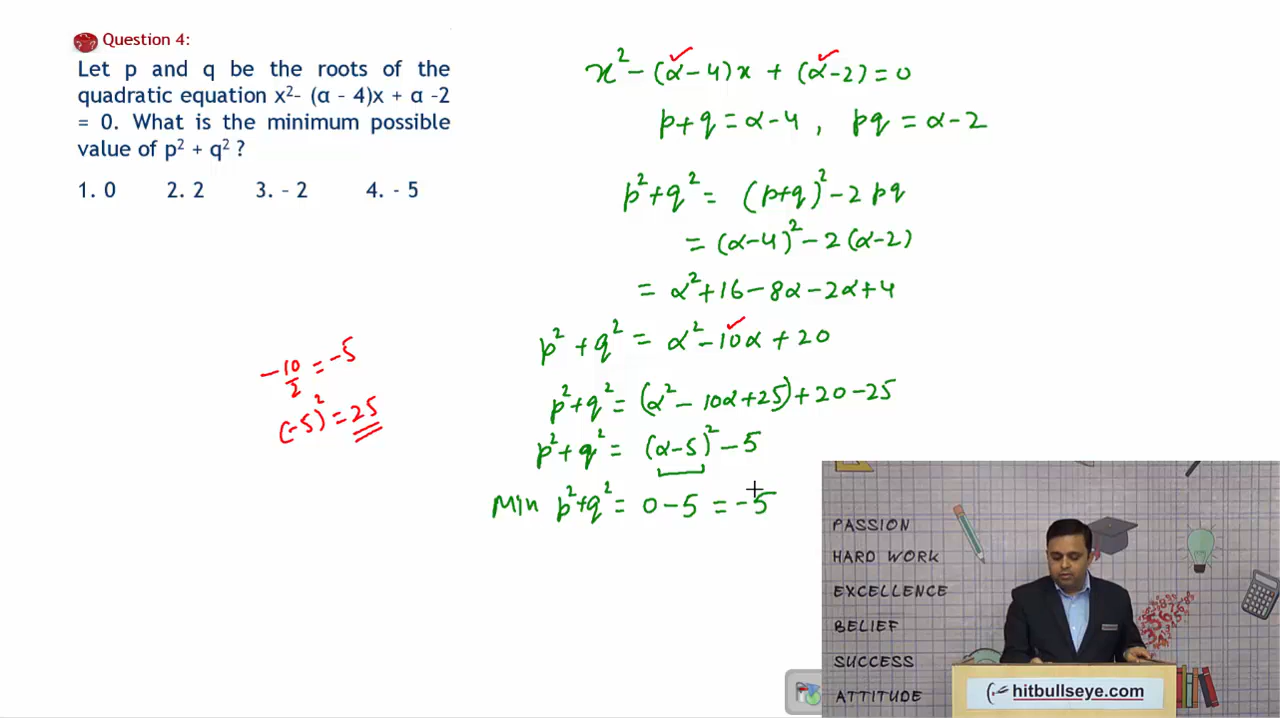 Question 4:
Let p and q be the roots of the
quadratic equation x²- (α - 4)x + α -2
= 0. What is the minimum possible
value of p² + q² ?
1. 0 2. 2 3. - 2 4. - 5
x² - (α-4)x + (α-2) = 0
p+q = α-4 , pq = α-2
p²+q² = (p+q)² - 2pq
= (α-4)² - 2(α-2)
= α²+16-8α-2α+4
p²+q² = α²-10α+20
p²+q² = (α²-10α+25)+20-25
p²+q² = (α-5)²-5
Min p²+q² = 0-5 = -5
-10/2 = -5
(-5)² = 25
PASSION
HARD WORK
EXCELLENCE
BELIEF
SUCCESS
ATTITUDE
hitbullseye.com